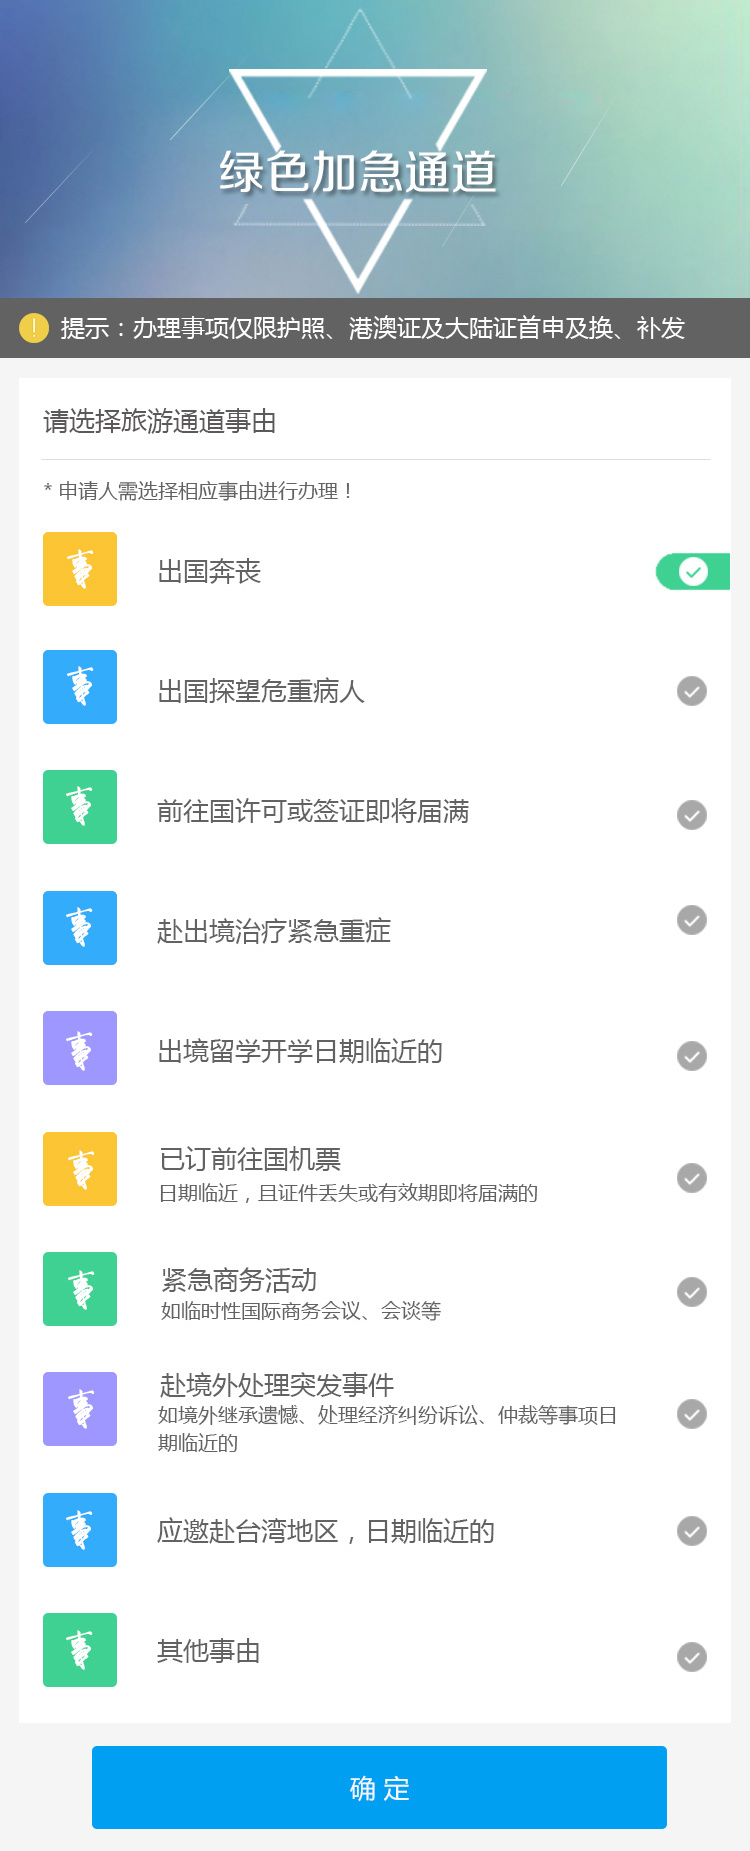 绿色加急通道
! 提示：办理事项仅限护照、港澳证及大陆证首申及换、补发
请选择旅游通道事由
* 申请人需选择相应事由进行办理！
事 出国奔丧
事 出国探望危重病人
事 前往国许可或签证即将届满
事 赴出境治疗紧急重症
事 出境留学开学日期临近的
事 已订前往国机票
日期临近，且证件丢失或有效期即将届满的
事 紧急商务活动
如临时性国际商务会议、会谈等
事 赴境外处理突发事件
如境外继承遗憾、处理经济纠纷诉讼、仲裁等事项日
期临近的
事 应邀赴台湾地区，日期临近的
事 其他事由
确 定